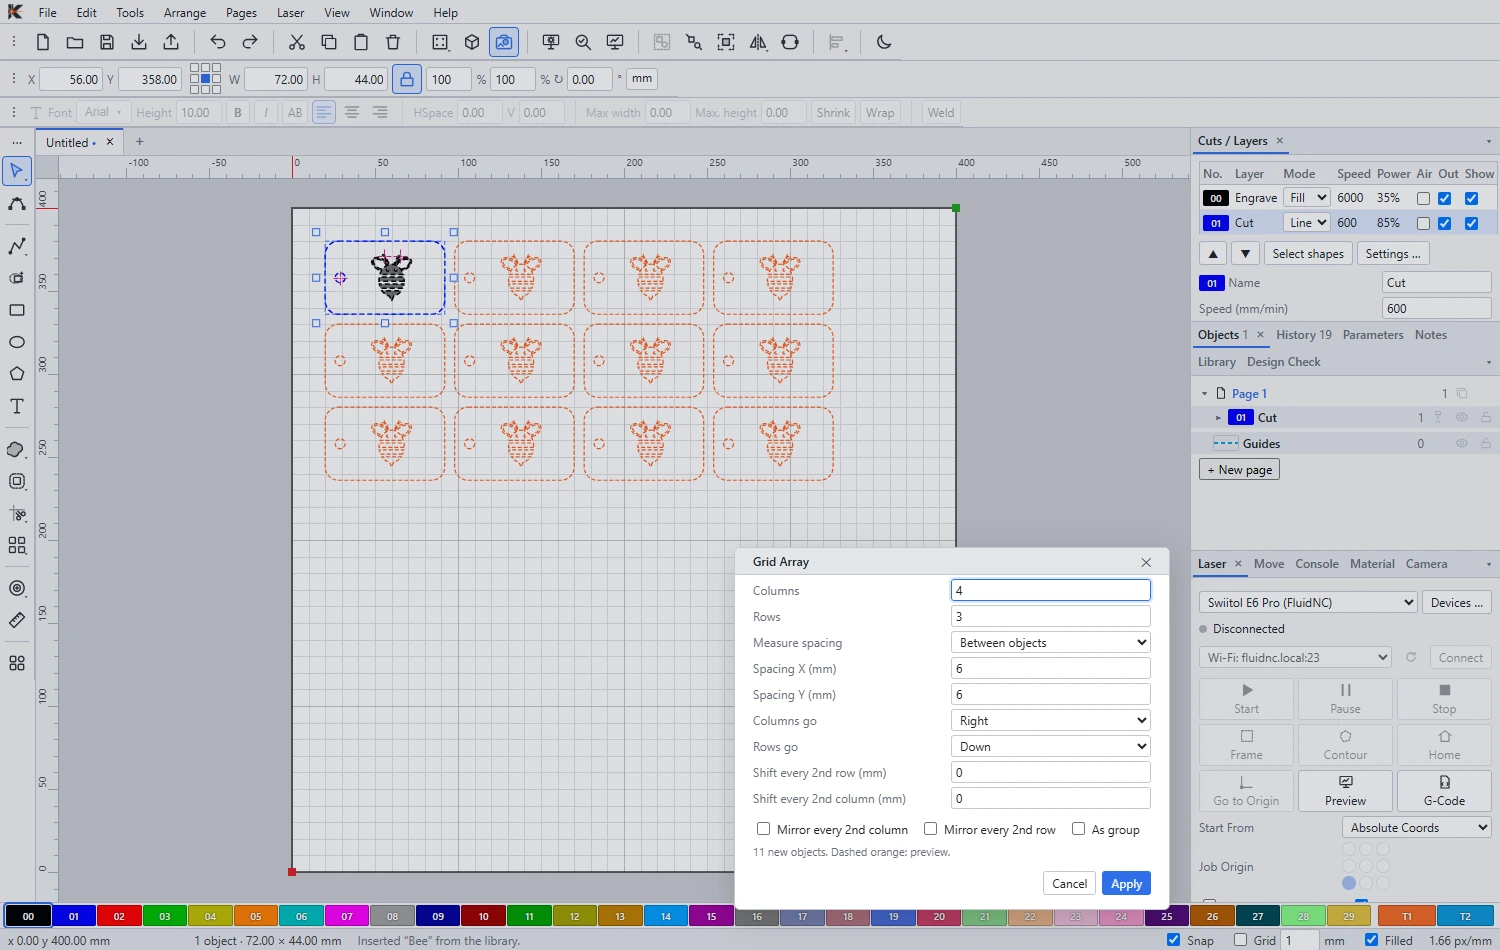 File Edit Tools Arrange Pages Laser View Window Help
X 56.00 Y 358.00 W 72.00 H 44.00 100 % 100 % 0.00 ° mm
Font Arial Height 10.00 B I AB HSpace 0.00 V 0.00 Max width 0.00 Max. height 0.00 Shrink Wrap Weld
Untitled • × +
-100 -50 0 50 100 150 200 250 300 350 400 450 500
400
350
300
250
200
150
100
50
0
Cuts / Layers ×
No. Layer Mode Speed Power Air Out Show
00 Engrave Fill 6000 35%
01 Cut Line 600 85%
▲ ▼ Select shapes Settings ...
01 Name Cut
Speed (mm/min) 600
Objects 1 × History 19 Parameters Notes
Library Design Check
Page 1 1
01 Cut 1
Guides 0
+ New page
Laser × Move Console Material Camera
Swiitol E6 Pro (FluidNC) Devices ...
Disconnected
Wi-Fi: fluidnc.local:23 Connect
Start Pause Stop
Frame Contour Home
Go to Origin Preview G-Code
Start From Absolute Coords
Job Origin
Grid Array
Columns 4
Rows 3
Measure spacing Between objects
Spacing X (mm) 6
Spacing Y (mm) 6
Columns go Right
Rows go Down
Shift every 2nd row (mm) 0
Shift every 2nd column (mm) 0
Mirror every 2nd column Mirror every 2nd row As group
11 new objects. Dashed orange: preview.
Cancel Apply
00 01 02 03 04 05 06 07 08 09 10 11 12 13 14 15 16 17 18 19 20 21 22 23 24 25 26 27 28 29 T1 T2
x 0.00 y 400.00 mm 1 object · 72.00 × 44.00 mm Inserted "Bee" from the library. Snap Grid 1 mm Filled 1.66 px/mm